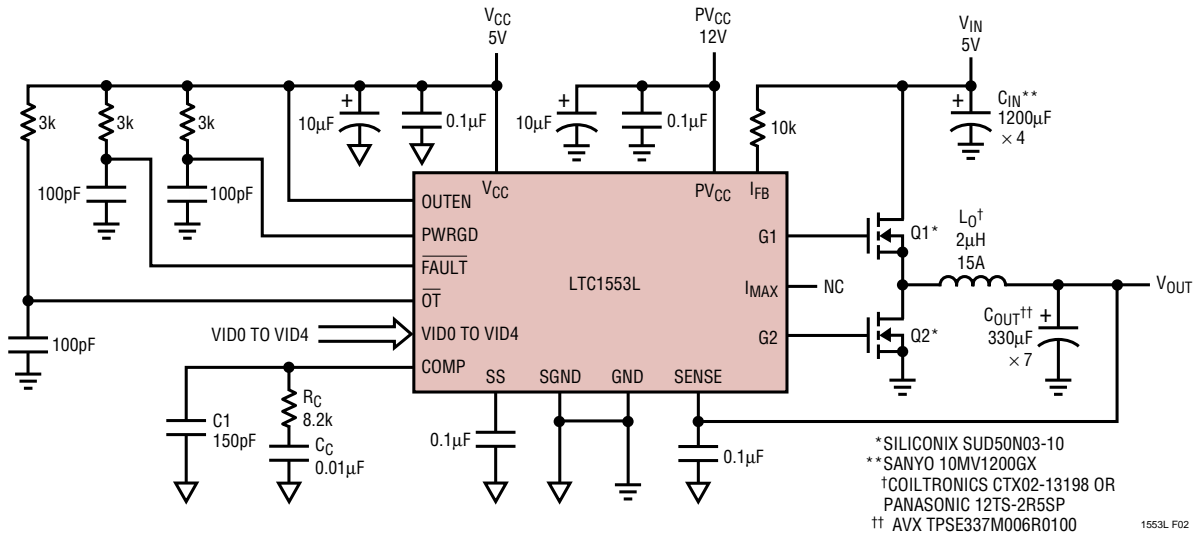 VCC
5V
PVCC
12V
VIN
5V
3k
3k
3k
+
10µF
0.1µF
+
10µF
0.1µF
10k
+
CIN**
1200µF
× 4
100pF
100pF
VCC
PVCC
IFB
OUTEN
PWRGD
FAULT
OT
VID0 TO VID4
VID0 TO VID4
COMP
LTC1553L
G1
IMAX
NC
G2
Q1*
Q2*
LO†
2µH
15A
VOUT
COUT††
+
330µF
× 7
100pF
SS
SGND
GND
SENSE
C1
150pF
RC
8.2k
CC
0.01µF
0.1µF
0.1µF
*SILICONIX SUD50N03-10
**SANYO 10MV1200GX
†COILTRONICS CTX02-13198 OR
PANASONIC 12TS-2R5SP
†† AVX TPSE337M006R0100
1553L F02